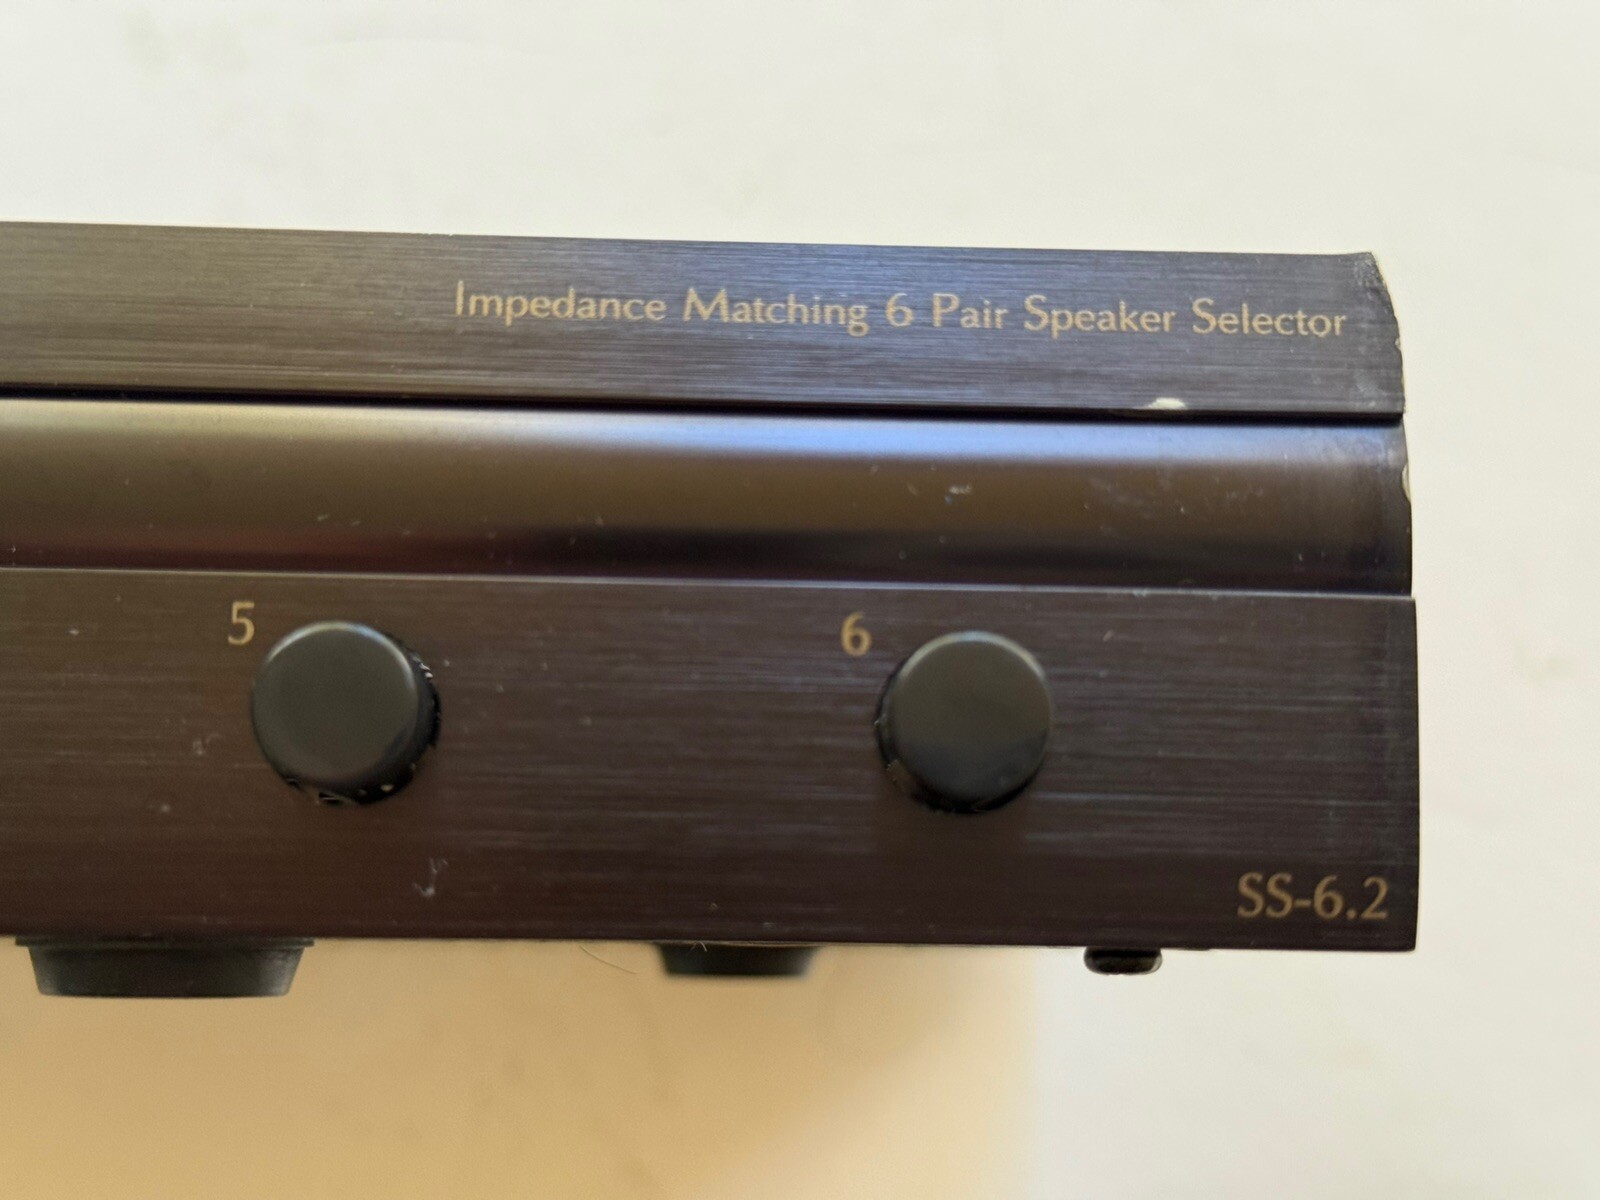 Impedance Matching 6 Pair Speaker Selector
5
6
SS-6.2